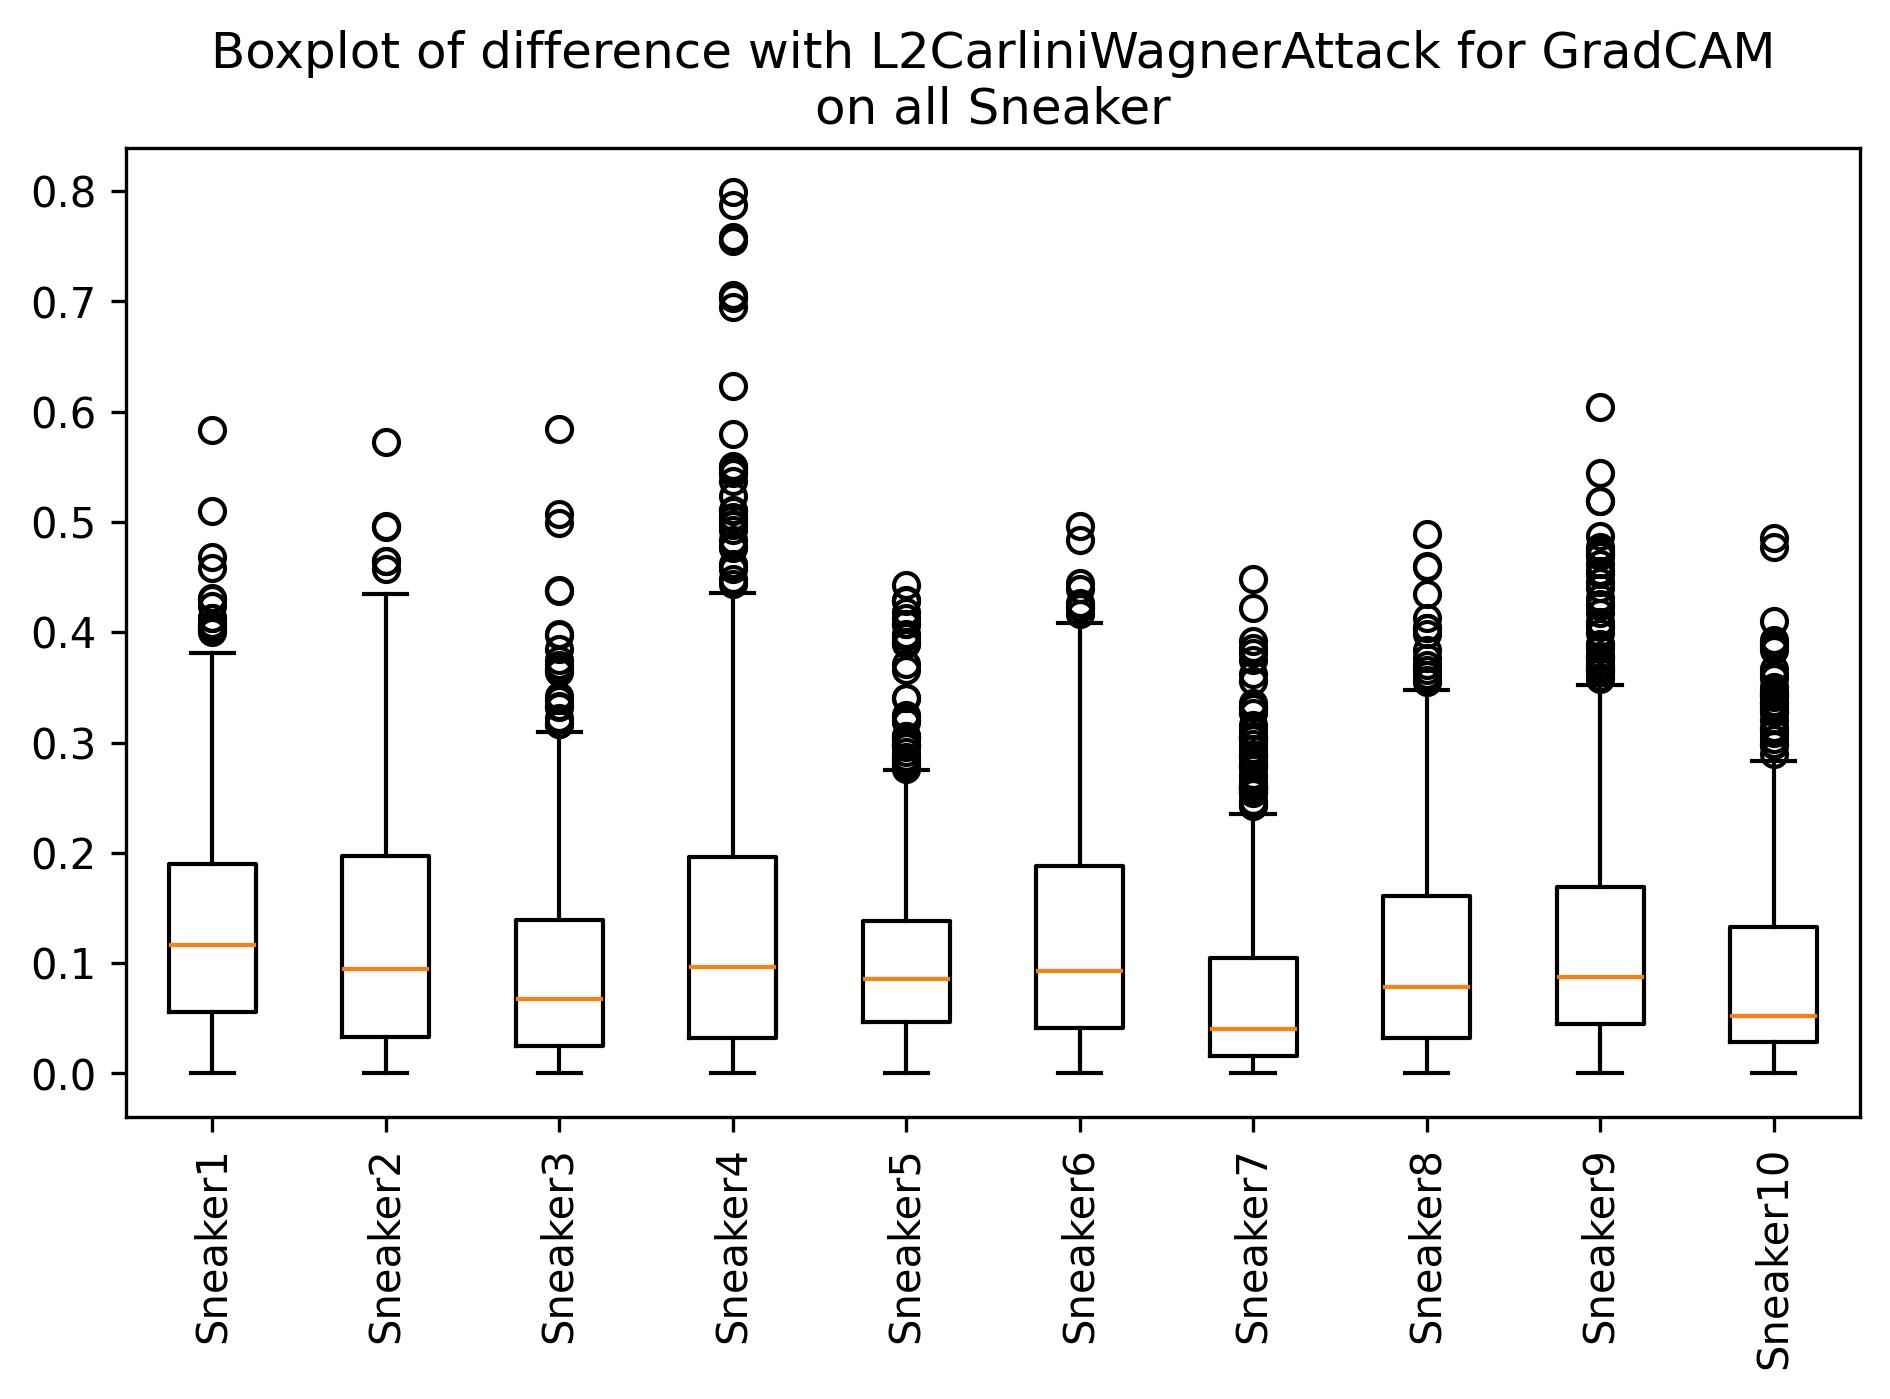 Boxplot of difference with L2CarliniWagnerAttack for GradCAM
on all Sneaker
0.8
0.7
0.6
0.5
0.4
0.3
0.2
0.1
0.0
Sneaker1
Sneaker2
Sneaker3
Sneaker4
Sneaker5
Sneaker6
Sneaker7
Sneaker8
Sneaker9
Sneaker10